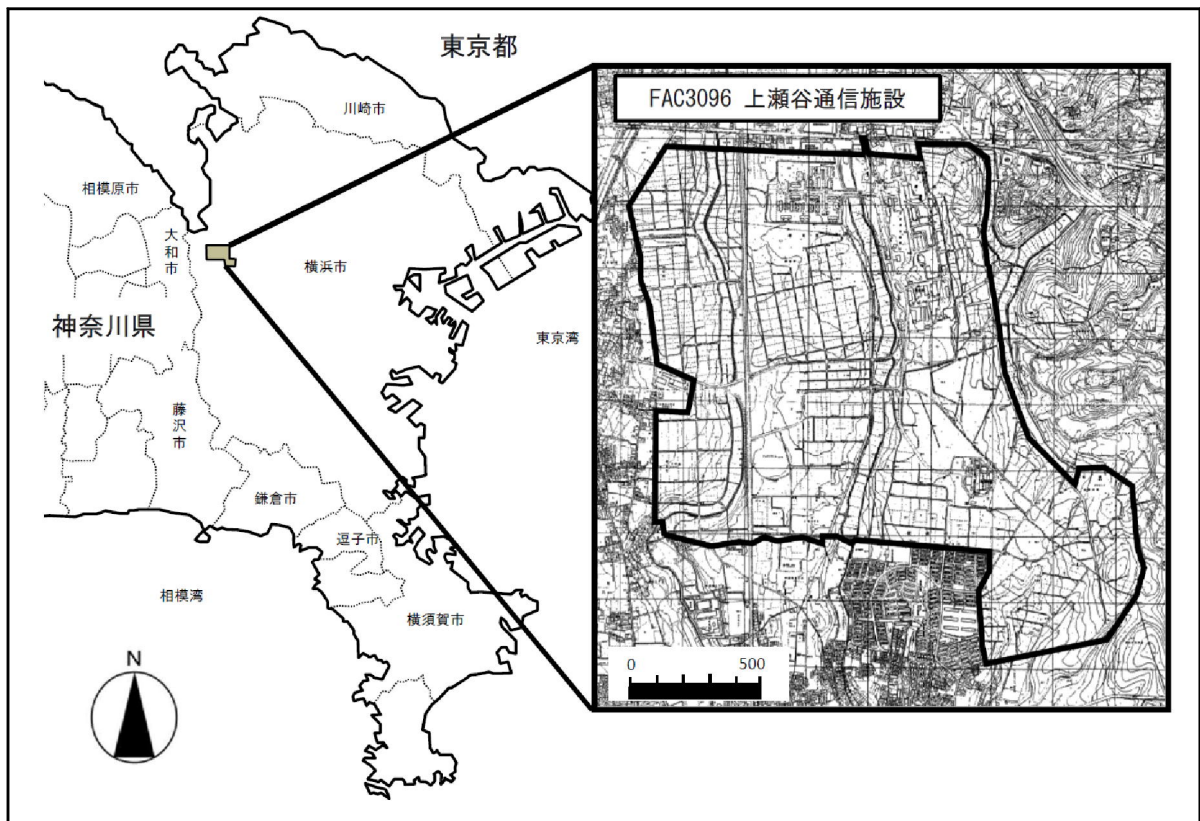 東京都
FAC3096 上瀬谷通信施設
川崎市
相模原市
大和市
横浜市
神奈川県
東京湾
藤沢市
鎌倉市
逗子市
相模湾
横須賀市
N
0 500